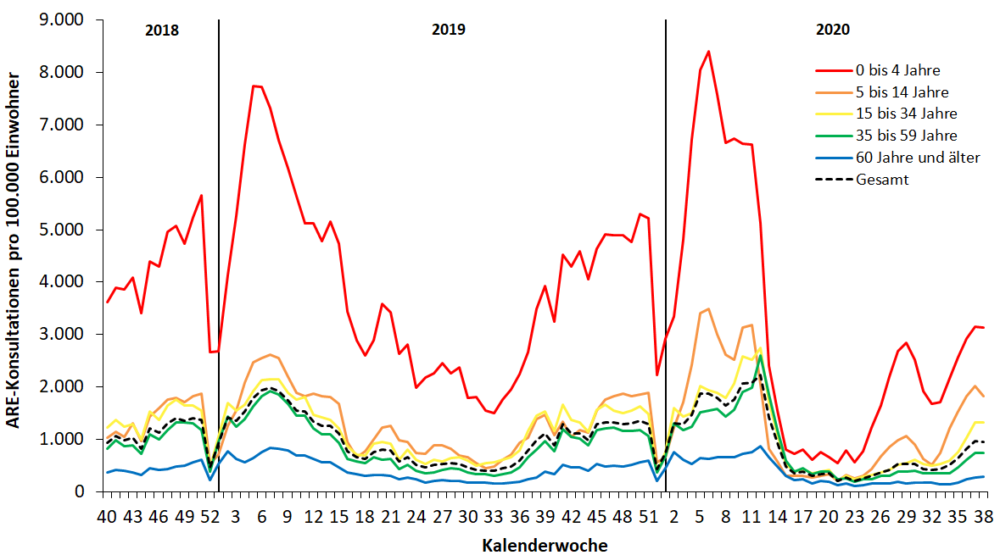 2018
2019
2020
ARE-Konsultationen pro 100.000 Einwohner
9.000
8.000
7.000
6.000
5.000
4.000
3.000
2.000
1.000
0
0 bis 4 Jahre
5 bis 14 Jahre
15 bis 34 Jahre
35 bis 59 Jahre
60 Jahre und älter
Gesamt
40 43 46 49 52 3 6 9 12 15 18 21 24 27 30 33 36 39 42 45 48 51 2 5 8 11 14 17 20 23 26 29 32 35 38
Kalenderwoche